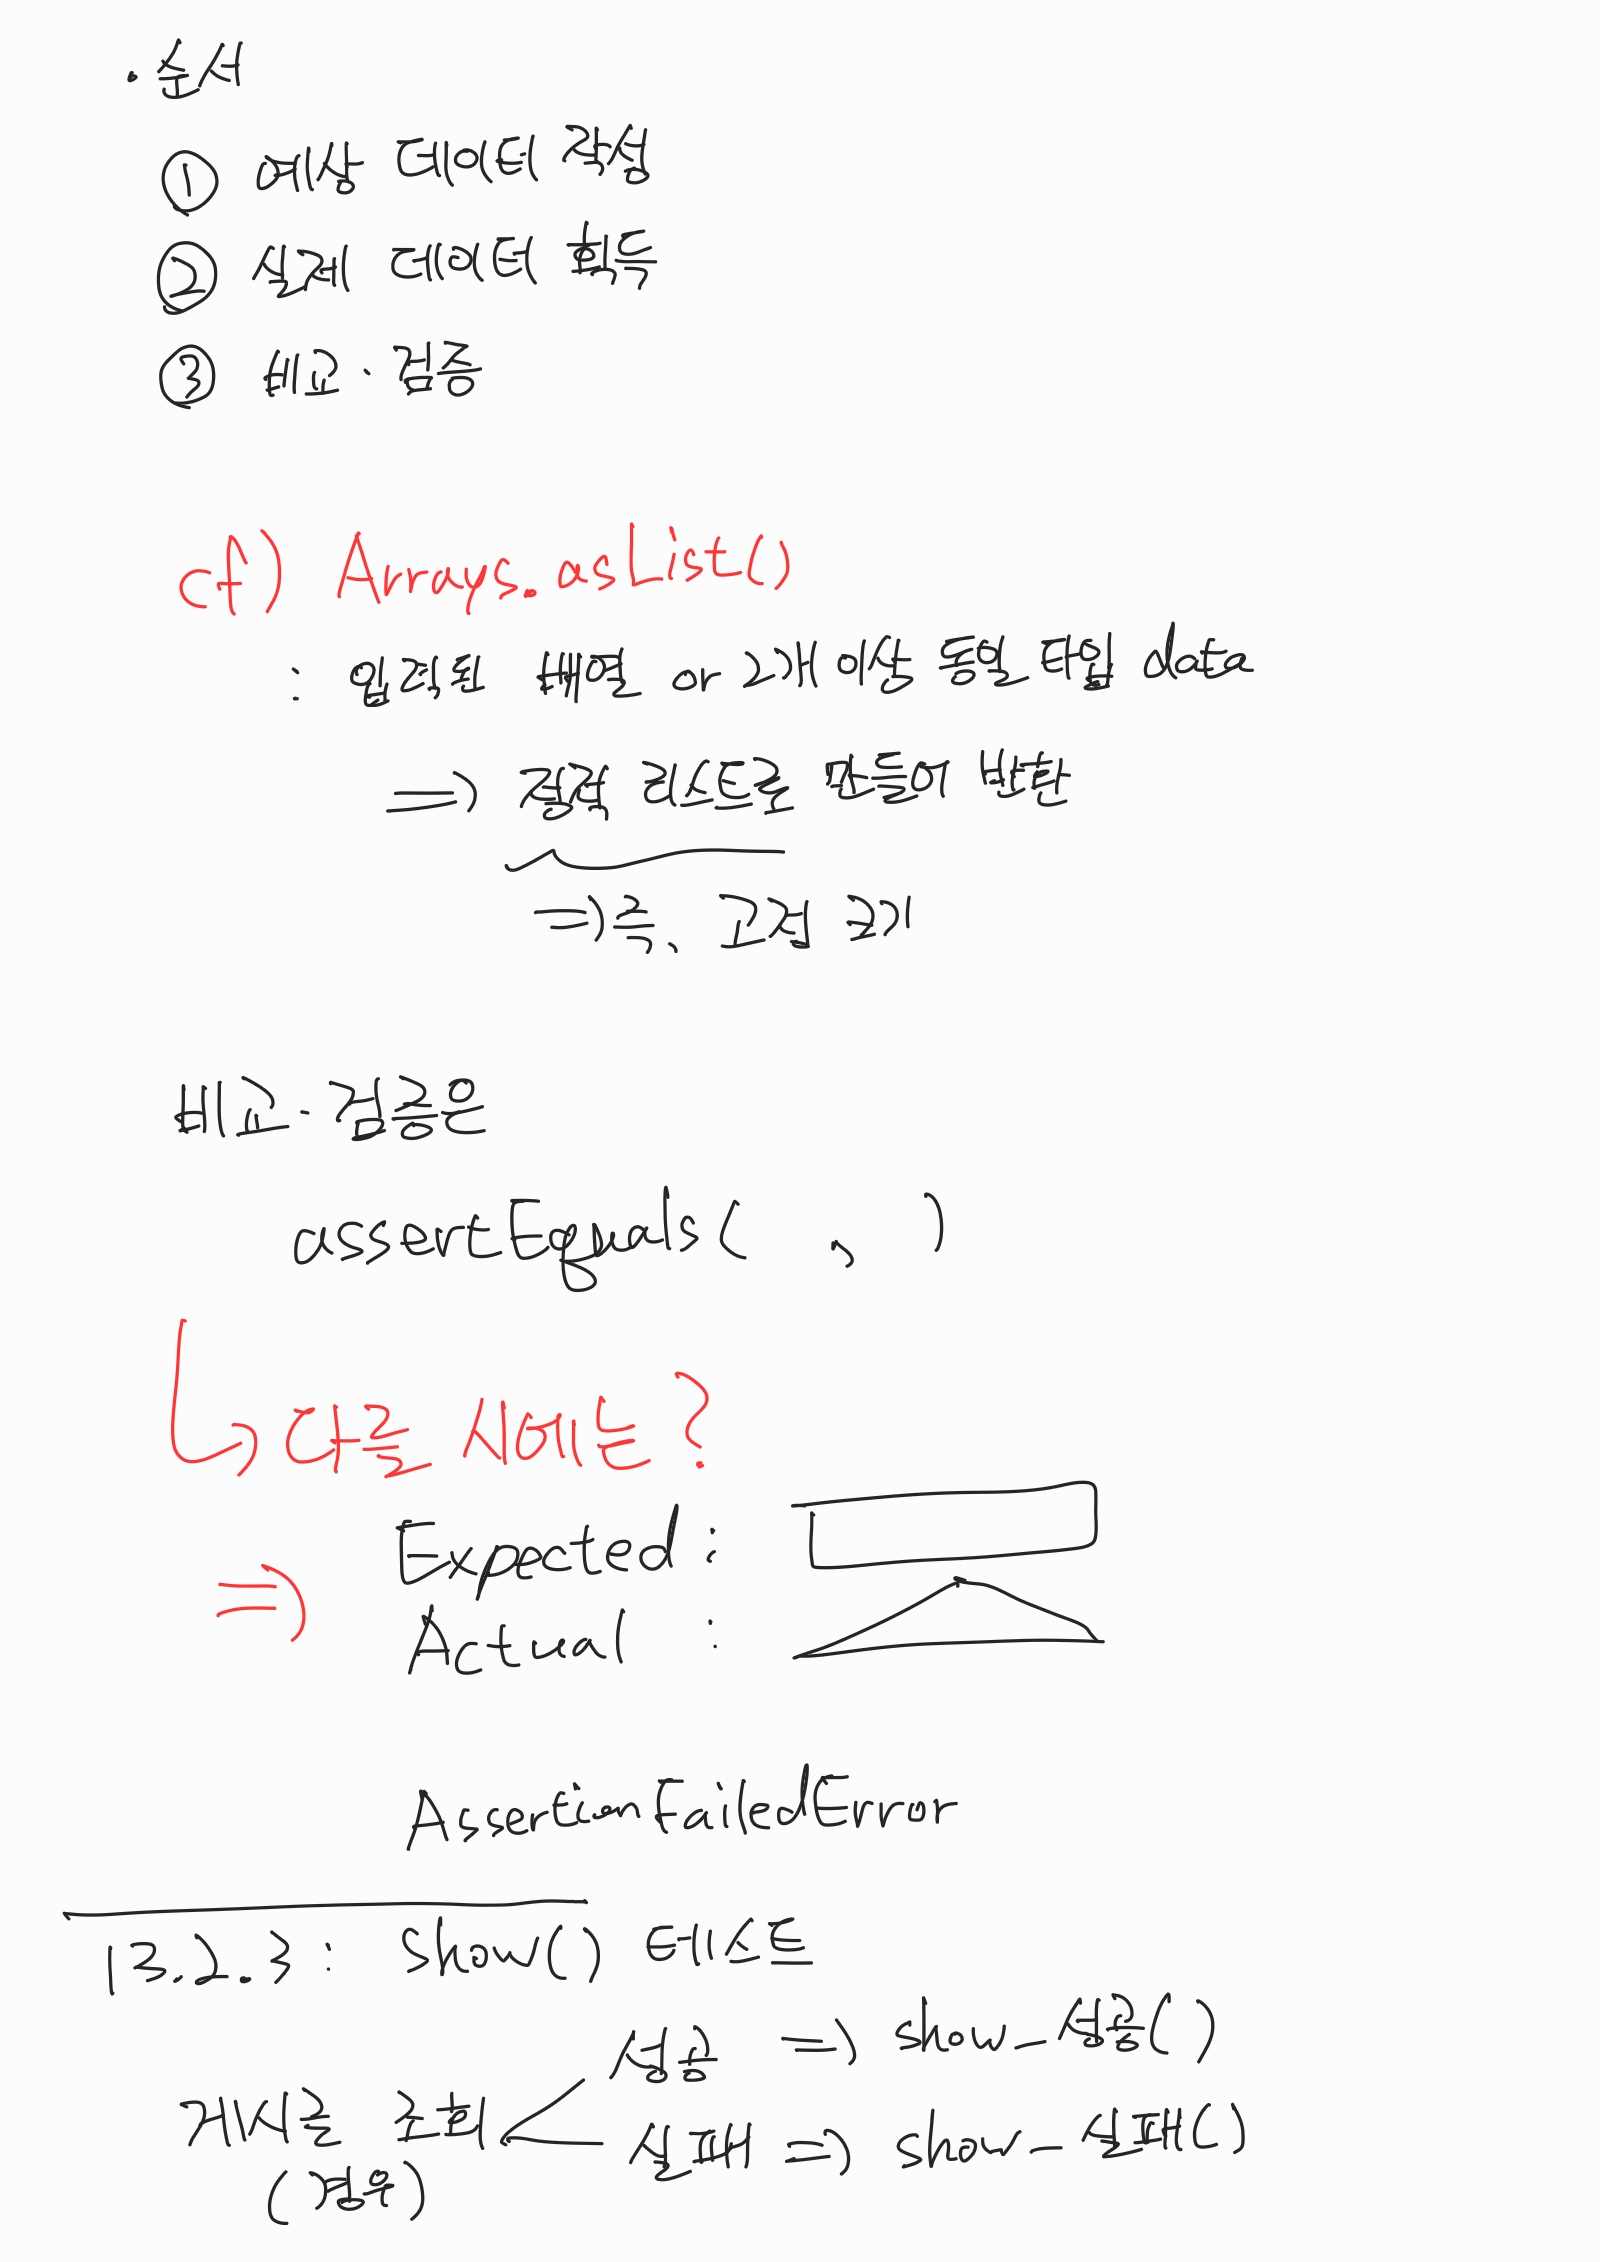 · 순서
① 예상 데이터 작성
② 실제 데이터 획득
③ 비교·검증
cf) Arrays.asList()
: 입력된 배열 or 2개 이상 동일 타입 data
=> 정적 리스트로 만들어 반환
=> 즉, 고정 크기
비교·검증은
assertEquals( , )
↳ 다를 시에는?
=> Expected :
Actual :
AssertionFailedError
13.2.3 : show() 테스트
성공 => show_성공()
게시글 조회 <
실패 => show_실패()
(경우)